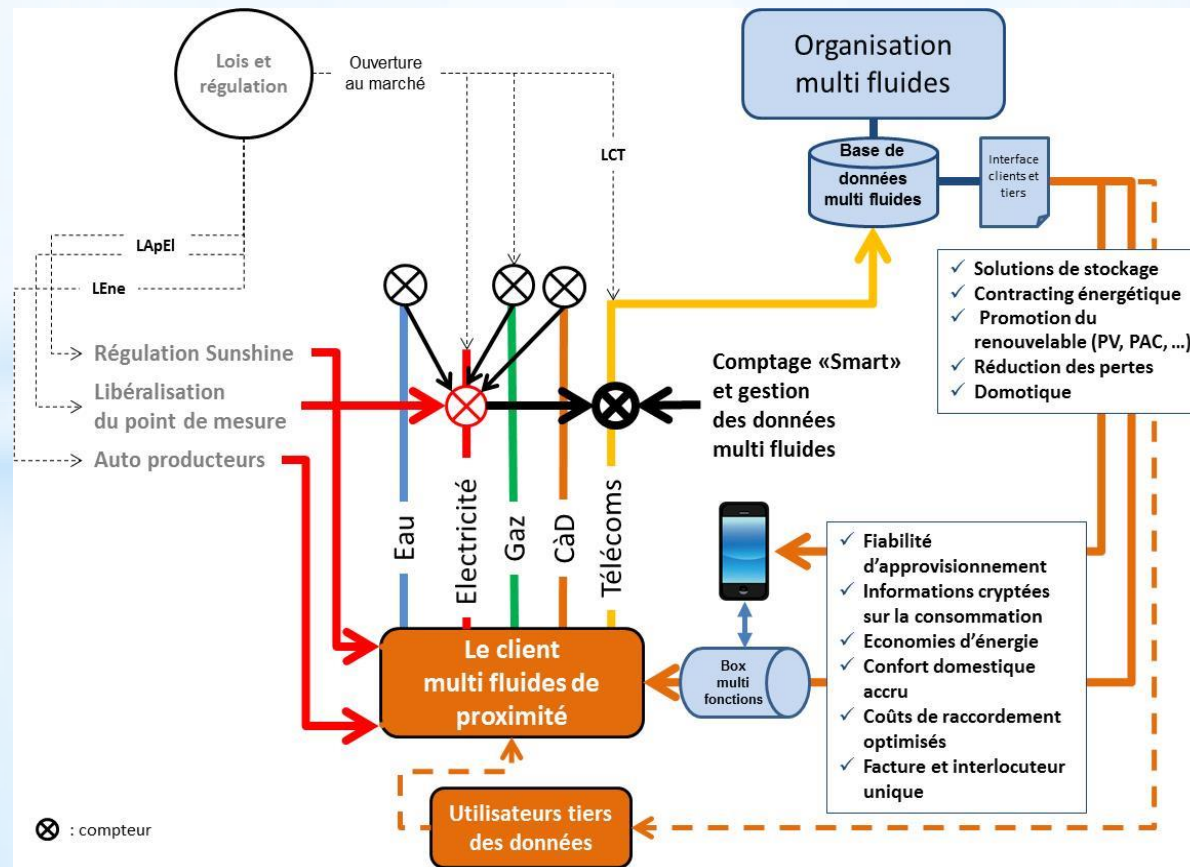 Lois et
régulation
Ouverture
au marché
Organisation
multi fluides
LCT
Base de
données
multi fluides
Interface
clients et
tiers
LApEl
LEne
✓ Solutions de stockage
✓ Contracting énergétique
✓ Promotion du
renouvelable (PV, PAC, ...)
✓ Réduction des pertes
✓ Domotique
Régulation Sunshine
Libéralisation
du point de mesure
Auto producteurs
Comptage «Smart»
et gestion
des données
multi fluides
Eau
Electricité
Gaz
CàD
Télécoms
✓ Fiabilité
d’approvisionnement
✓ Informations cryptées
sur la consommation
✓ Economies d’énergie
✓ Confort domestique
accru
✓ Coûts de raccordement
optimisés
✓ Facture et interlocuteur
unique
Le client
multi fluides de
proximité
Box
multi
fonctions
Utilisateurs tiers
des données
: compteur